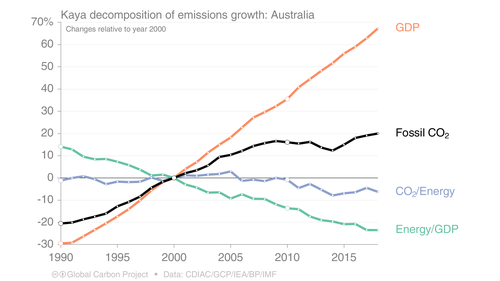 Kaya decomposition of emissions growth: Australia
Changes relative to year 2000
70%
60
50
40
30
20
10
0
-10
-20
-30
1990
1995
2000
2005
2010
2015
GDP
Fossil CO₂
CO₂/Energy
Energy/GDP
Global Carbon Project • Data: CDIAC/GCP/IEA/BP/IMF